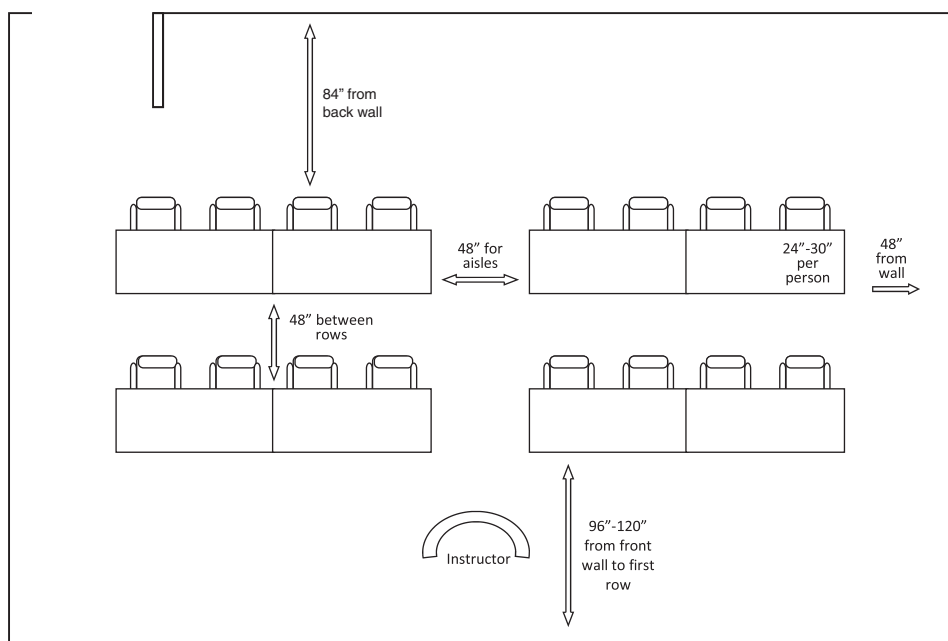 84” from
back wall
48” for
aisles
24”-30”
per
person
48”
from
wall
48” between
rows
Instructor
96”-120”
from front
wall to first
row